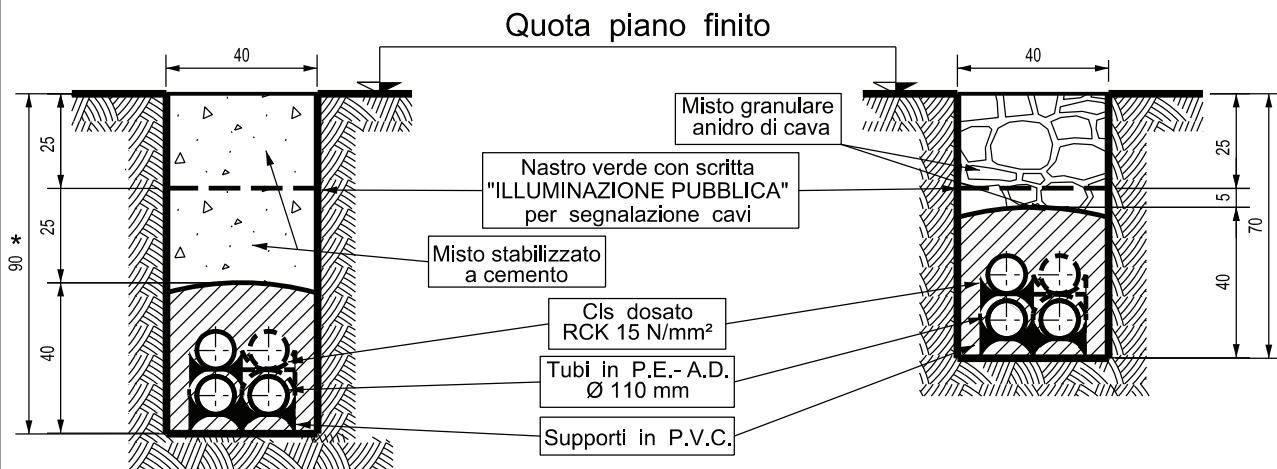 Quota piano finito
40
40
Misto granulare
anidro di cava
25
25
Nastro verde con scritta
"ILLUMINAZIONE PUBBLICA"
per segnalazione cavi
5
70
90 *
25
Misto stabilizzato
a cemento
40
Cls dosato
RCK 15 N/mm²
40
Tubi in P.E.- A.D.
Ø 110 mm
Supporti in P.V.C.